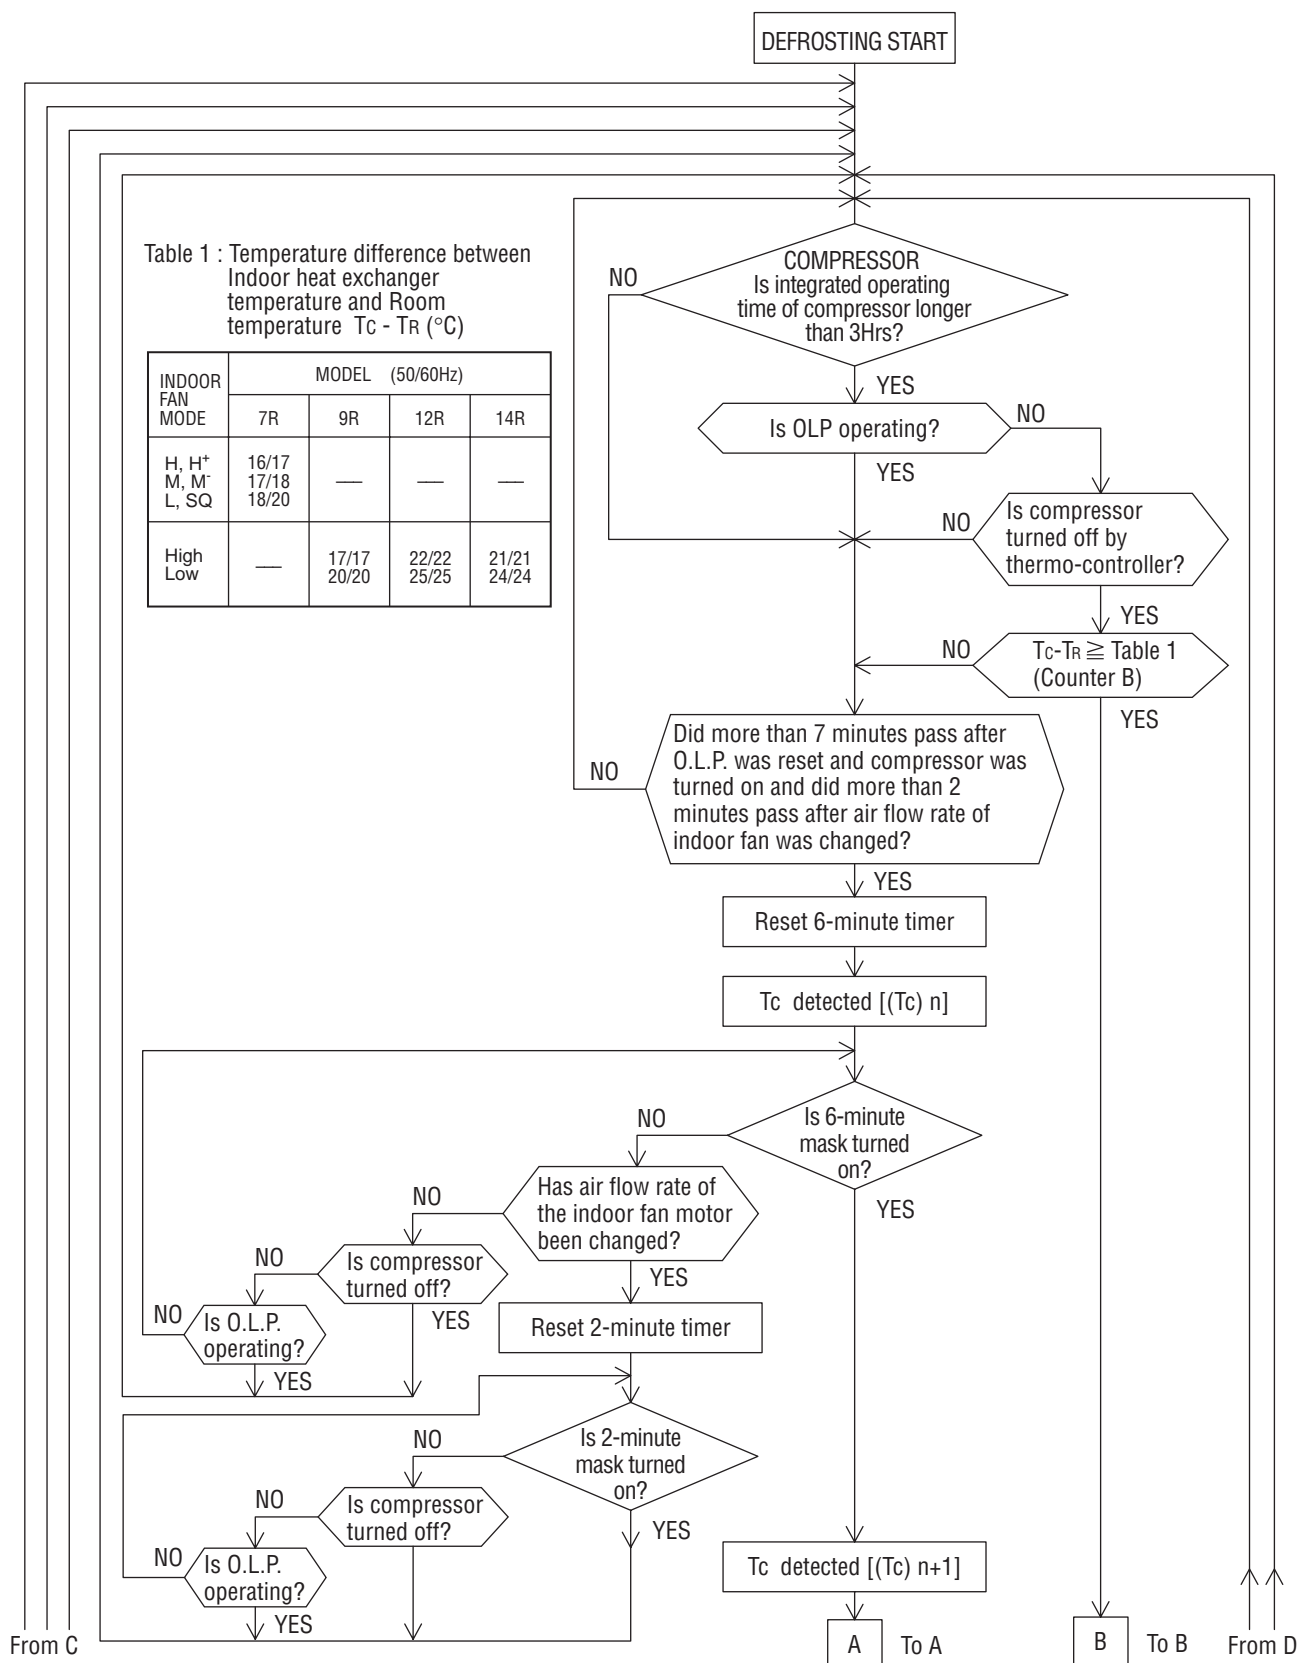 DEFROSTING START
Table 1 : Temperature difference between
Indoor heat exchanger
temperature and Room
temperature Tc - TR (°C)
INDOOR
FAN
MODE
MODEL (50/60Hz)
7R 9R 12R 14R
H, H+ 16/17
M, M- 17/18 — — —
L, SQ 18/20
High — 17/17 22/22 21/21
Low 20/20 25/25 24/24
COMPRESSOR
Is integrated operating
time of compressor longer
than 3Hrs?
NO
YES
Is OLP operating?
NO
YES
Is compressor
turned off by
thermo-controller?
NO
YES
Tc-TR ≧ Table 1
(Counter B)
NO
YES
Did more than 7 minutes pass after
O.L.P. was reset and compressor was
turned on and did more than 2
minutes pass after air flow rate of
indoor fan was changed?
NO
YES
Reset 6-minute timer
Tc detected [(Tc) n]
Is 6-minute
mask turned
on?
NO
YES
Has air flow rate of
the indoor fan motor
been changed?
NO
YES
Is compressor
turned off?
NO
YES
Is O.L.P.
operating?
NO
YES
Reset 2-minute timer
Is 2-minute
mask turned
on?
NO
YES
Is compressor
turned off?
NO
Is O.L.P.
operating?
NO
YES
Tc detected [(Tc) n+1]
From C
A To A
B To B
From D